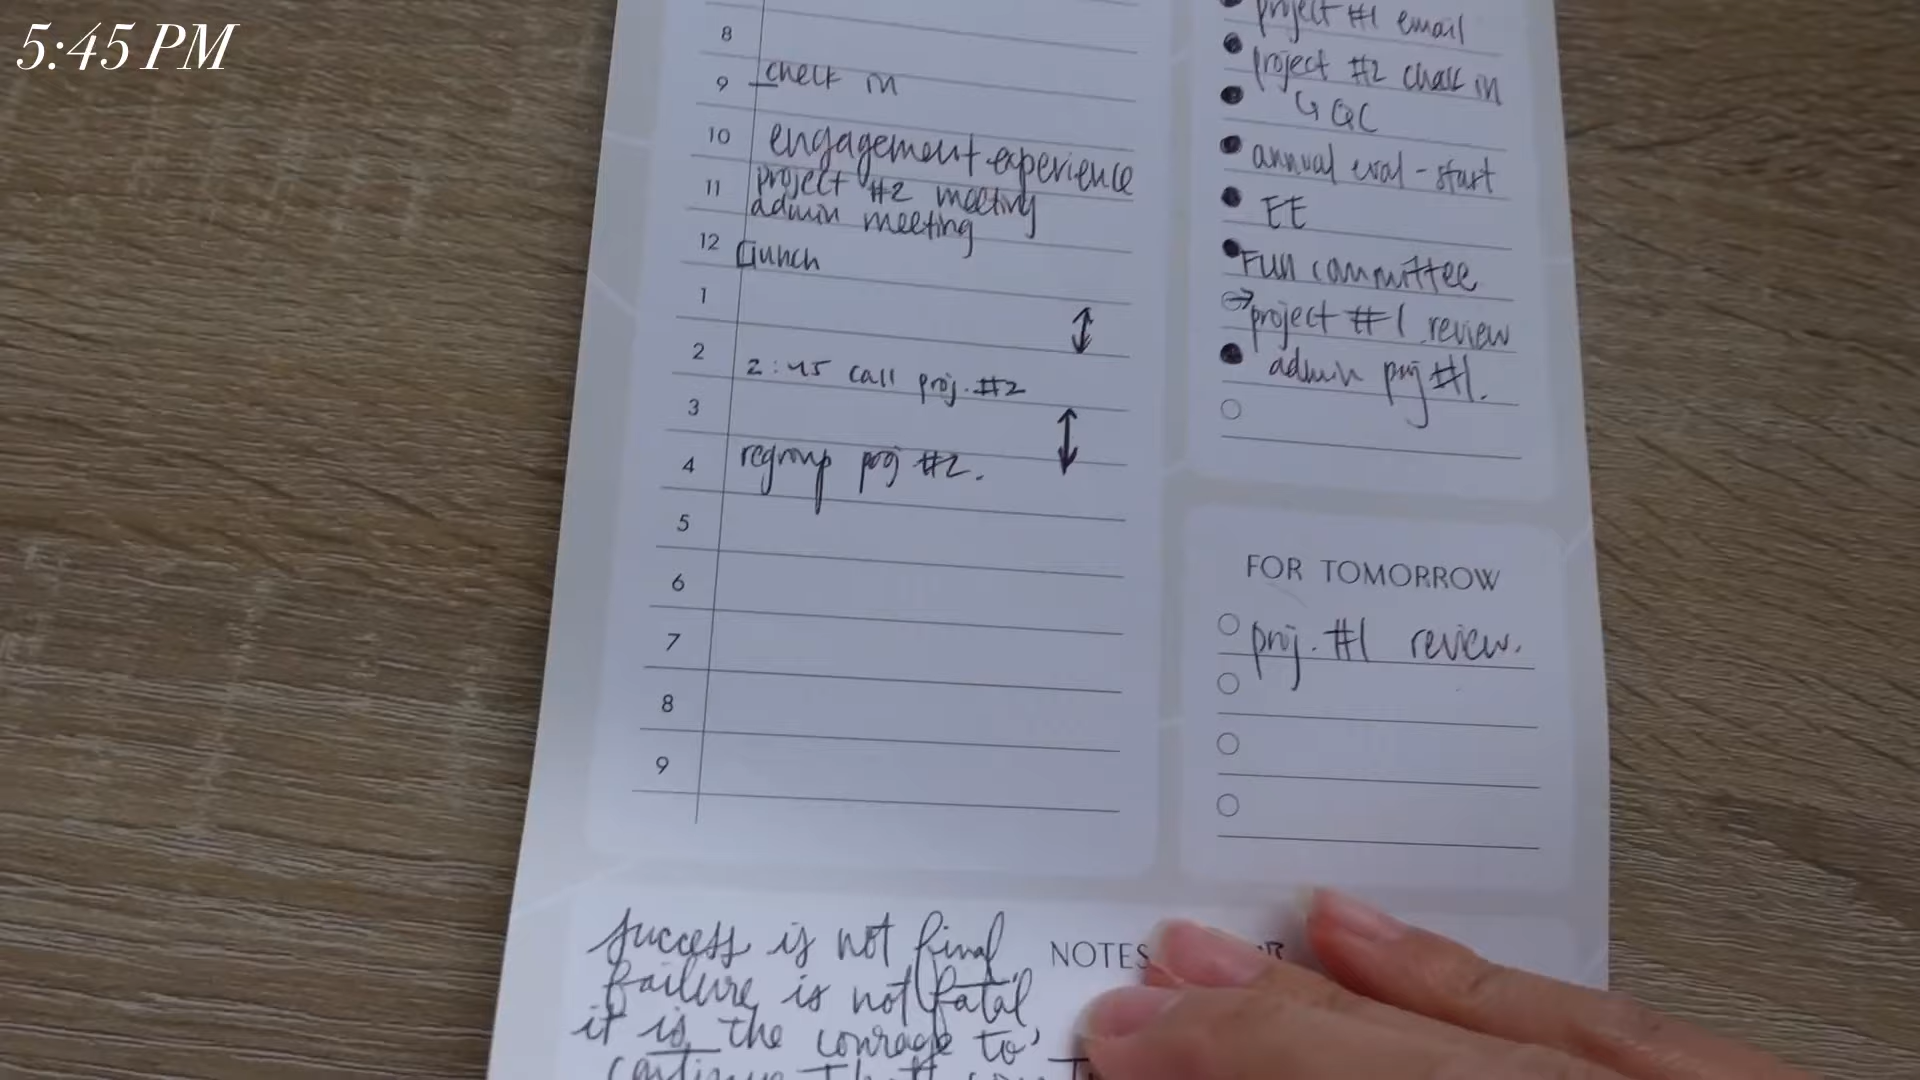 5:45 PM
8
9 check in
10 engagement experience
11 project #2 meeting
admin meeting
12 lunch
1
2 2:45 call proj. #2
3
4 regroup proj #2.
5
6
7
8
9
project #1 email
project #2 check in
↳ QC
annual eval - start
EE
Fun committee
→ project #1 review
admin proj #1.
FOR TOMORROW
proj. #1 review.
NOTES
success is not final
failure is not fatal
it is the courage to
continue that